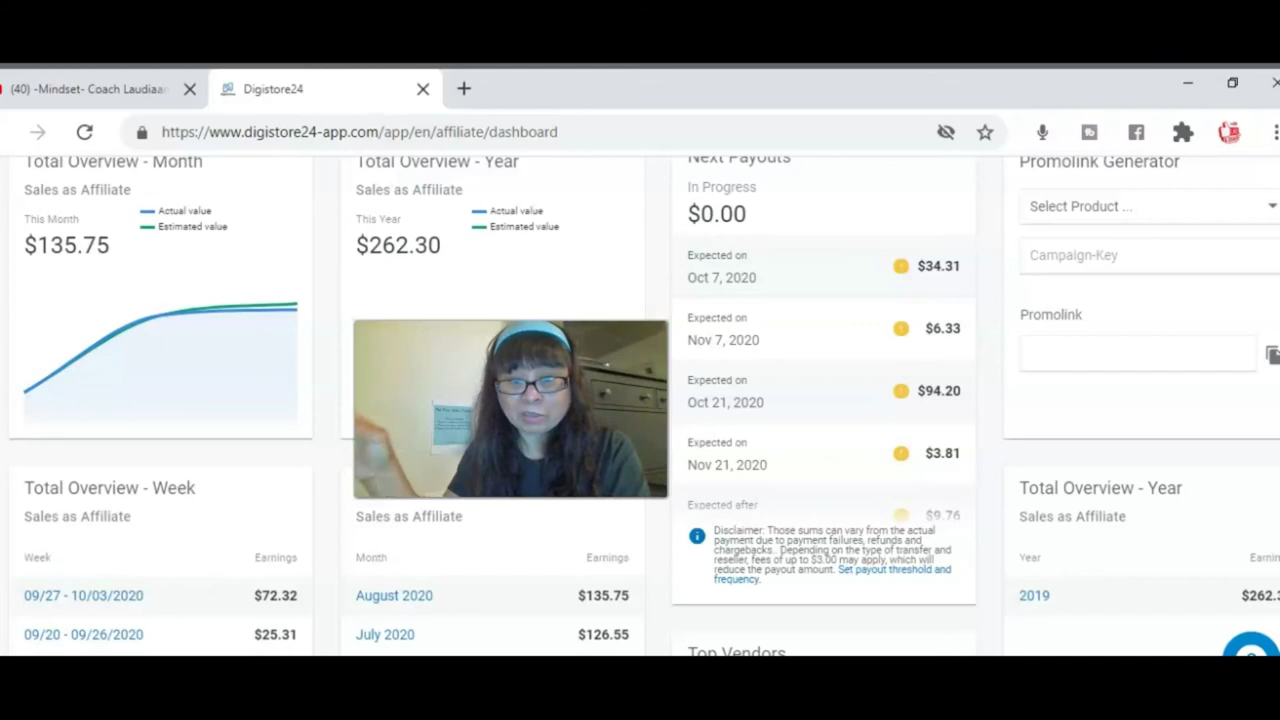 (40) -Mindset- Coach Laudiaan
Digistore24
https://www.digistore24-app.com/app/en/affiliate/dashboard
Total Overview - Month
Sales as Affiliate
This Month
Actual value
Estimated value
$135.75
Total Overview - Year
Sales as Affiliate
This Year
Actual value
Estimated value
$262.30
Next Payouts
In Progress
$0.00
Expected on
Oct 7, 2020
$34.31
Expected on
Nov 7, 2020
$6.33
Expected on
Oct 21, 2020
$94.20
Expected on
Nov 21, 2020
$3.81
Expected after
$9.76
Disclaimer: Those sums can vary from the actual
payment due to payment failures, refunds and
chargebacks. Depending on the type of transfer and
reseller, fees of up to $3.00 may apply, which will
reduce the payout amount. Set payout threshold and
frequency.
Promolink Generator
Select Product ...
Campaign-Key
Promolink
Total Overview - Week
Sales as Affiliate
Week Earnings
09/27 - 10/03/2020 $72.32
09/20 - 09/26/2020 $25.31
Sales as Affiliate
Month Earnings
August 2020 $135.75
July 2020 $126.55
Top Vendors
Total Overview - Year
Sales as Affiliate
Year Earnin
2019 $262.3